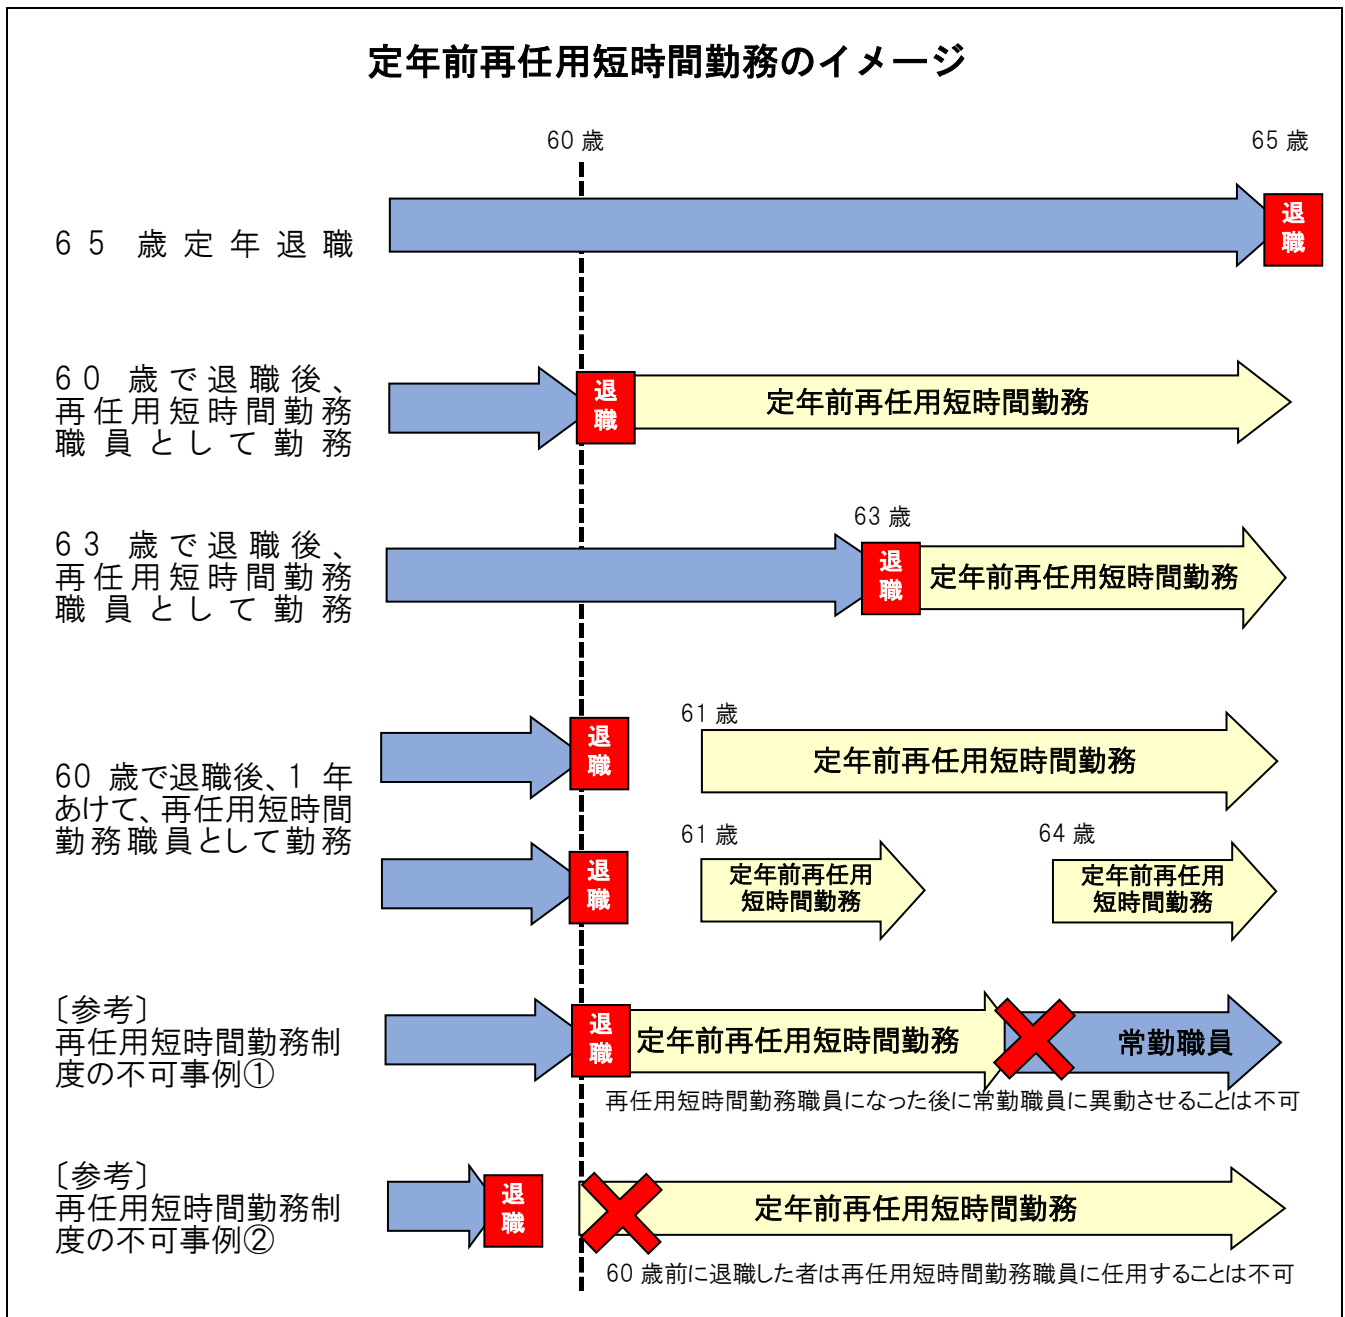 定年前再任用短時間勤務のイメージ
60 歳
65 歳
65 歳定年退職
退
職
60 歳で退職後、
再任用短時間勤務
職員として勤務
退
職
定年前再任用短時間勤務
63 歳
63 歳で退職後、
再任用短時間勤務
職員として勤務
退
職
定年前再任用短時間勤務
60 歳で退職後、1 年
あけて、再任用短時間
勤務職員として勤務
退
職
61 歳
定年前再任用短時間勤務
退
職
61 歳
定年前再任用
短時間勤務
64 歳
定年前再任用
短時間勤務
〔参考〕
再任用短時間勤務制
度の不可事例①
退
職
定年前再任用短時間勤務
常勤職員
再任用短時間勤務職員になった後に常勤職員に異動させることは不可
〔参考〕
再任用短時間勤務制
度の不可事例②
退
職
定年前再任用短時間勤務
60 歳前に退職した者は再任用短時間勤務職員に任用することは不可